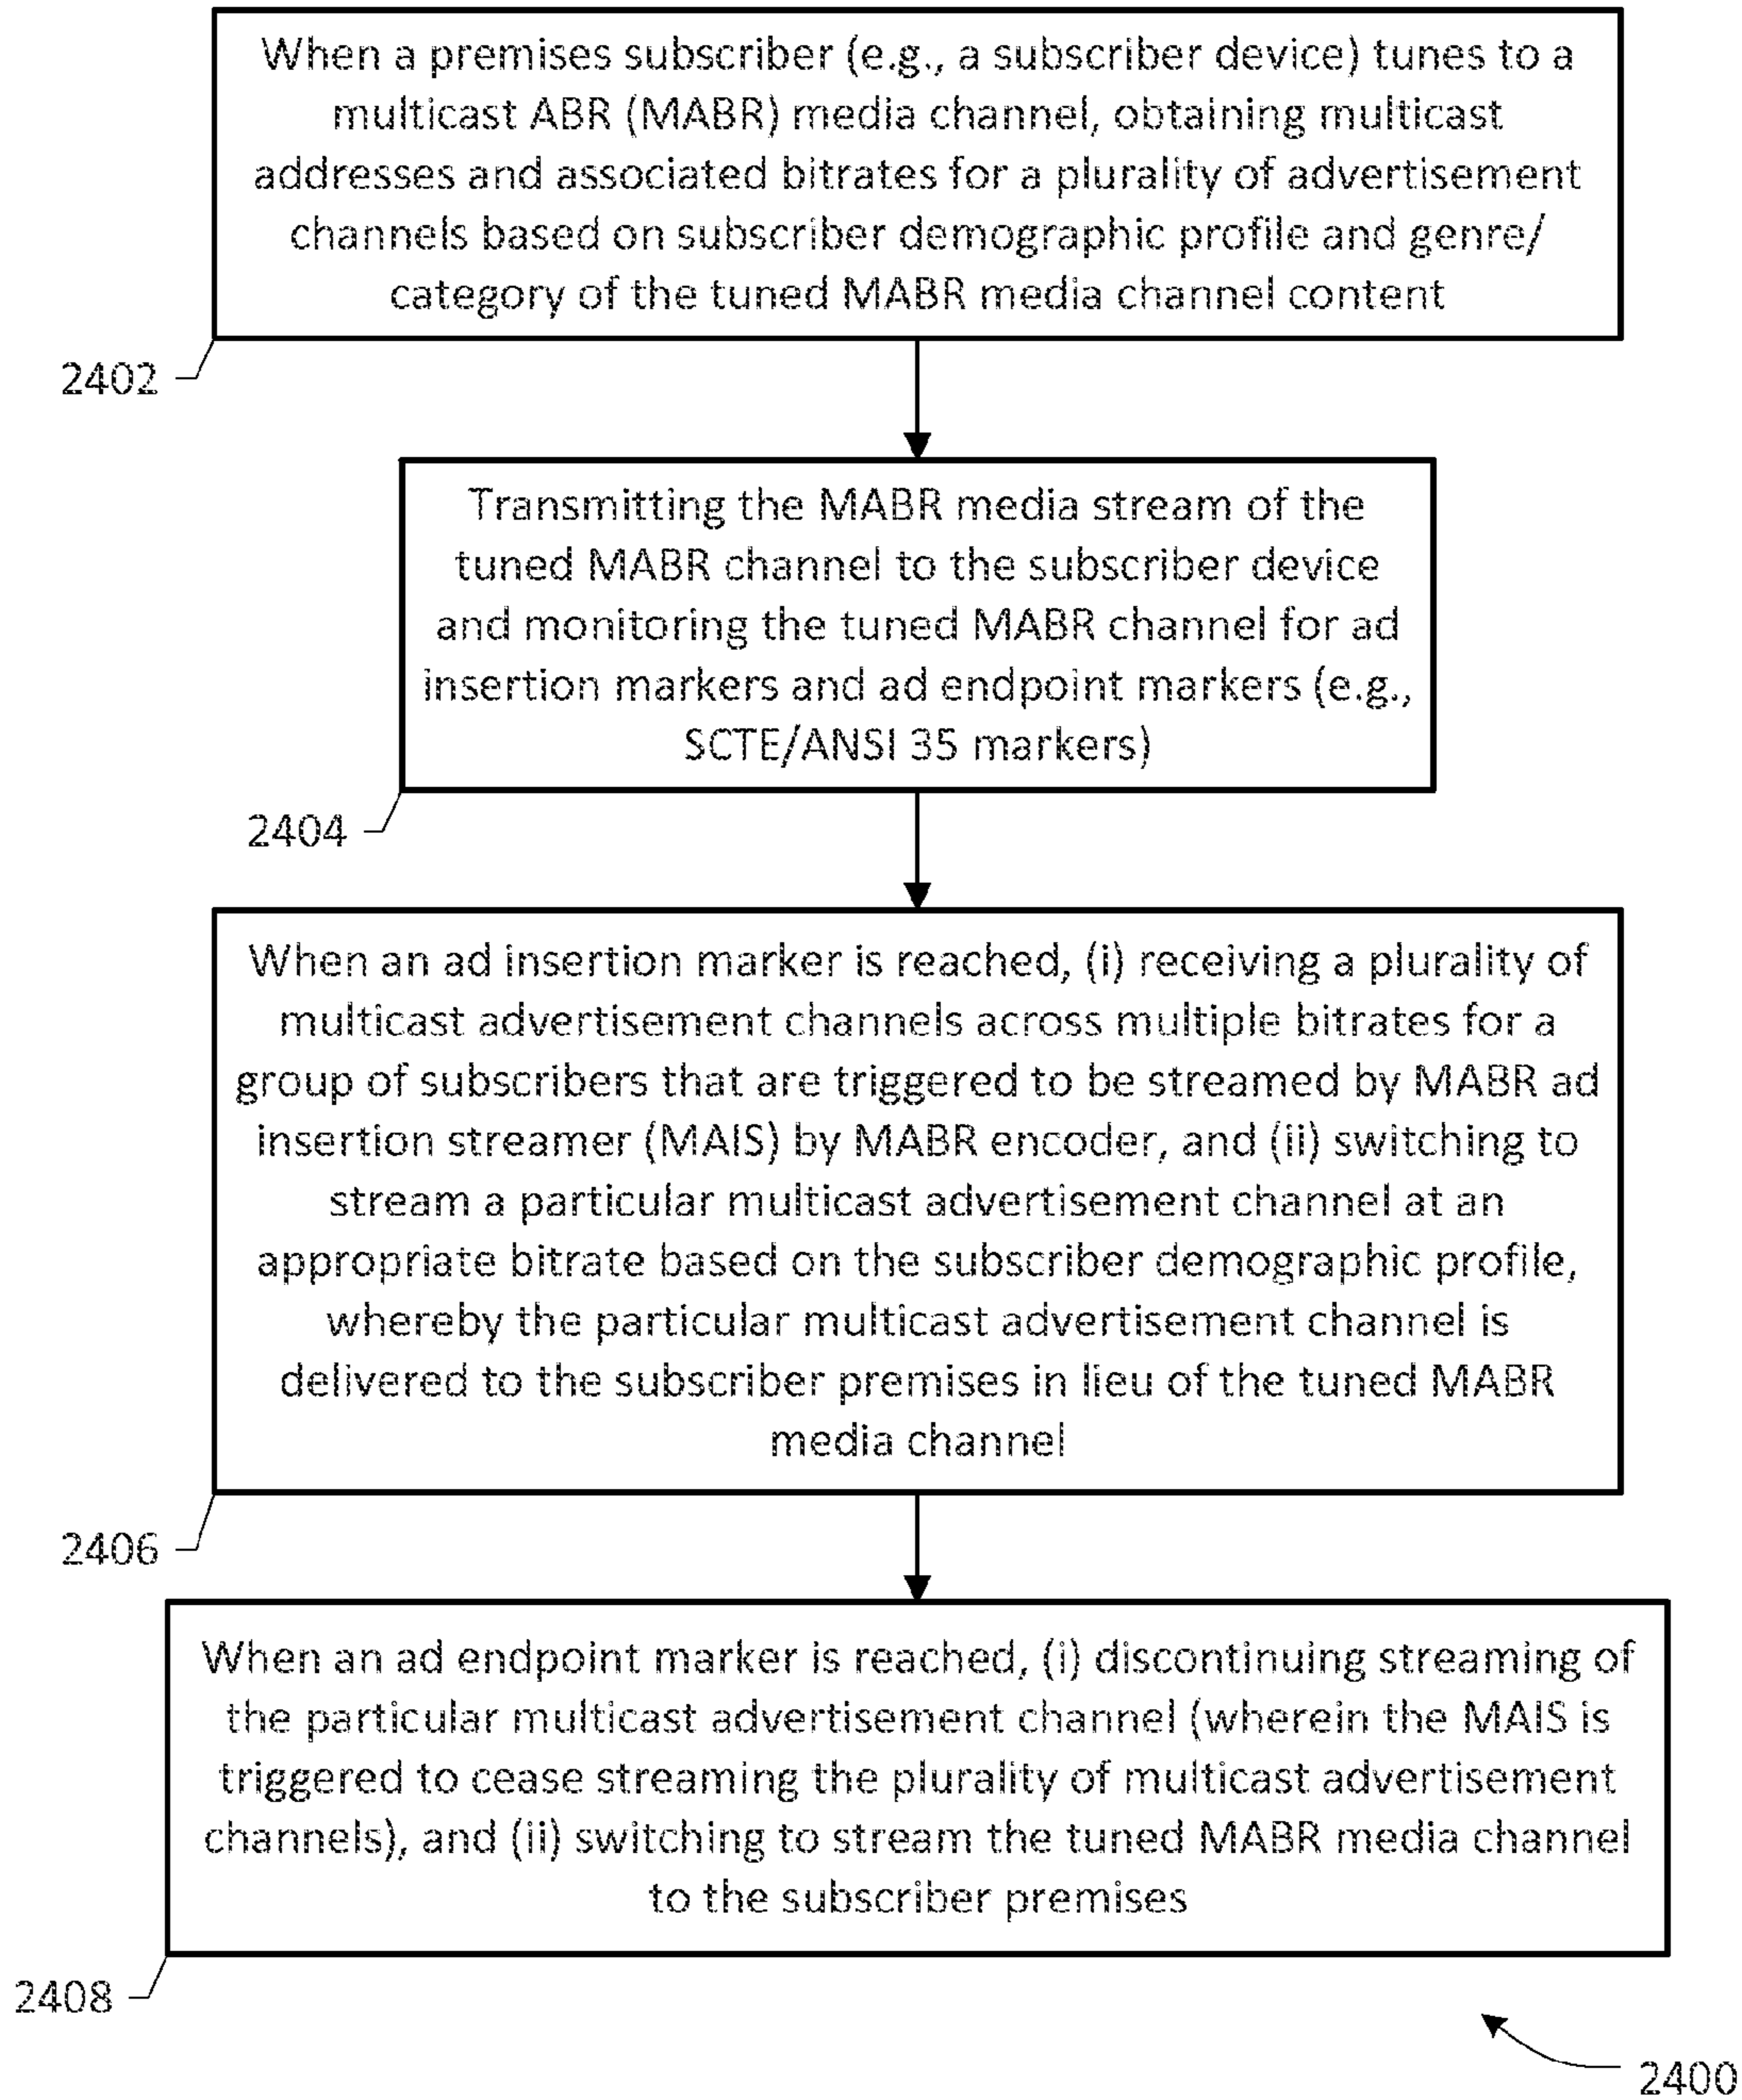 When a premises subscriber (e.g., a subscriber device) tunes to a
multicast ABR (MABR) media channel, obtaining multicast
addresses and associated bitrates for a plurality of advertisement
channels based on subscriber demographic profile and genre/
category of the tuned MABR media channel content
2402
Transmitting the MABR media stream of the
tuned MABR channel to the subscriber device
and monitoring the tuned MABR channel for ad
insertion markers and ad endpoint markers (e.g.,
SCTE/ANSI 35 markers)
2404
When an ad insertion marker is reached, (i) receiving a plurality of
multicast advertisement channels across multiple bitrates for a
group of subscribers that are triggered to be streamed by MABR ad
insertion streamer (MAIS) by MABR encoder, and (ii) switching to
stream a particular multicast advertisement channel at an
appropriate bitrate based on the subscriber demographic profile,
whereby the particular multicast advertisement channel is
delivered to the subscriber premises in lieu of the tuned MABR
media channel
2406
When an ad endpoint marker is reached, (i) discontinuing streaming of
the particular multicast advertisement channel (wherein the MAIS is
triggered to cease streaming the plurality of multicast advertisement
channels), and (ii) switching to stream the tuned MABR media channel
to the subscriber premises
2408
2400